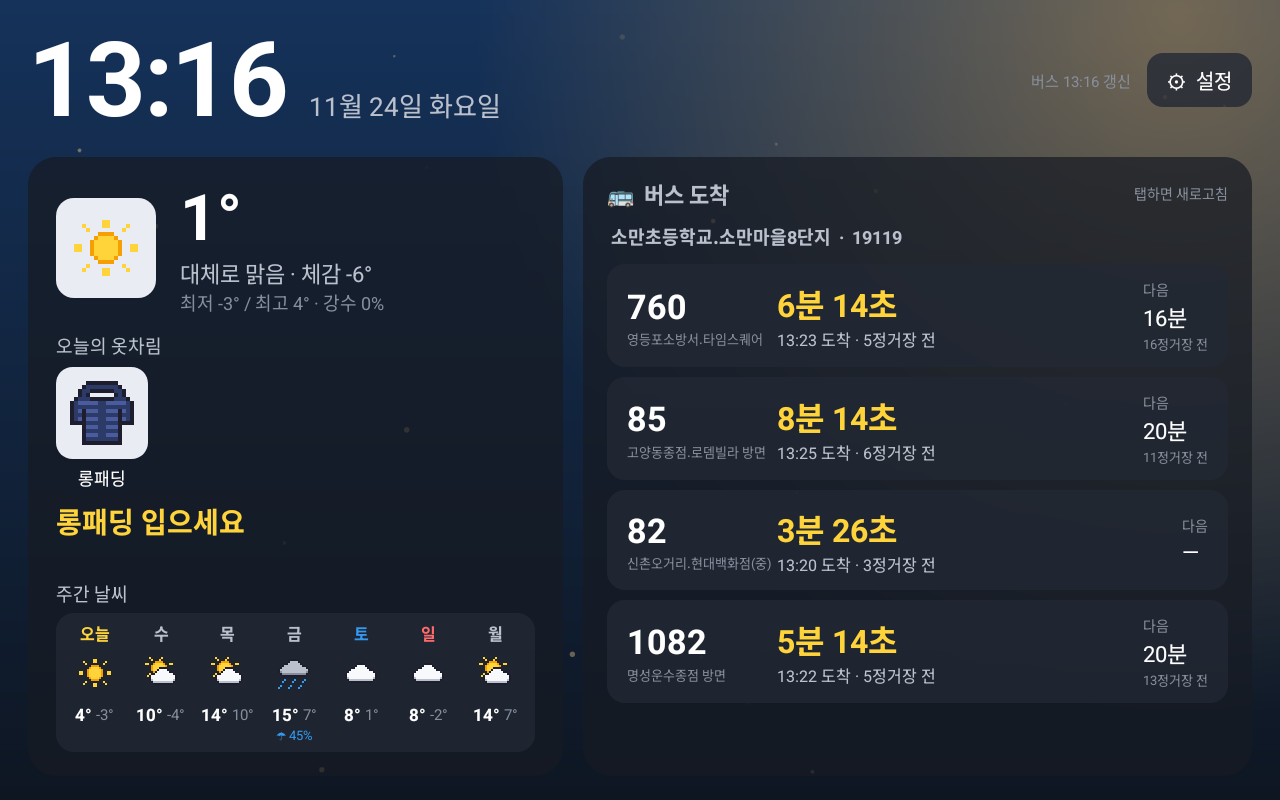 13:16
11월 24일 화요일
버스 13:16 갱신
설정
1°
대체로 맑음 · 체감 -6°
최저 -3° / 최고 4° · 강수 0%
오늘의 옷차림
롱패딩
롱패딩 입으세요
주간 날씨
오늘 수 목 금 토 일 월
4° -3° 10° -4° 14° 10° 15° 7° 8° 1° 8° -2° 14° 7°
☂ 45%
버스 도착
탭하면 새로고침
소만초등학교.소만마을8단지 · 19119
760
영등포소방서.타임스퀘어
6분 14초
13:23 도착 · 5정거장 전
다음
16분
16정거장 전
85
고양동종점.로뎀빌라 방면
8분 14초
13:25 도착 · 6정거장 전
다음
20분
11정거장 전
82
신촌오거리.현대백화점(중)
3분 26초
13:20 도착 · 3정거장 전
다음
–
1082
명성운수종점 방면
5분 14초
13:22 도착 · 5정거장 전
다음
20분
13정거장 전